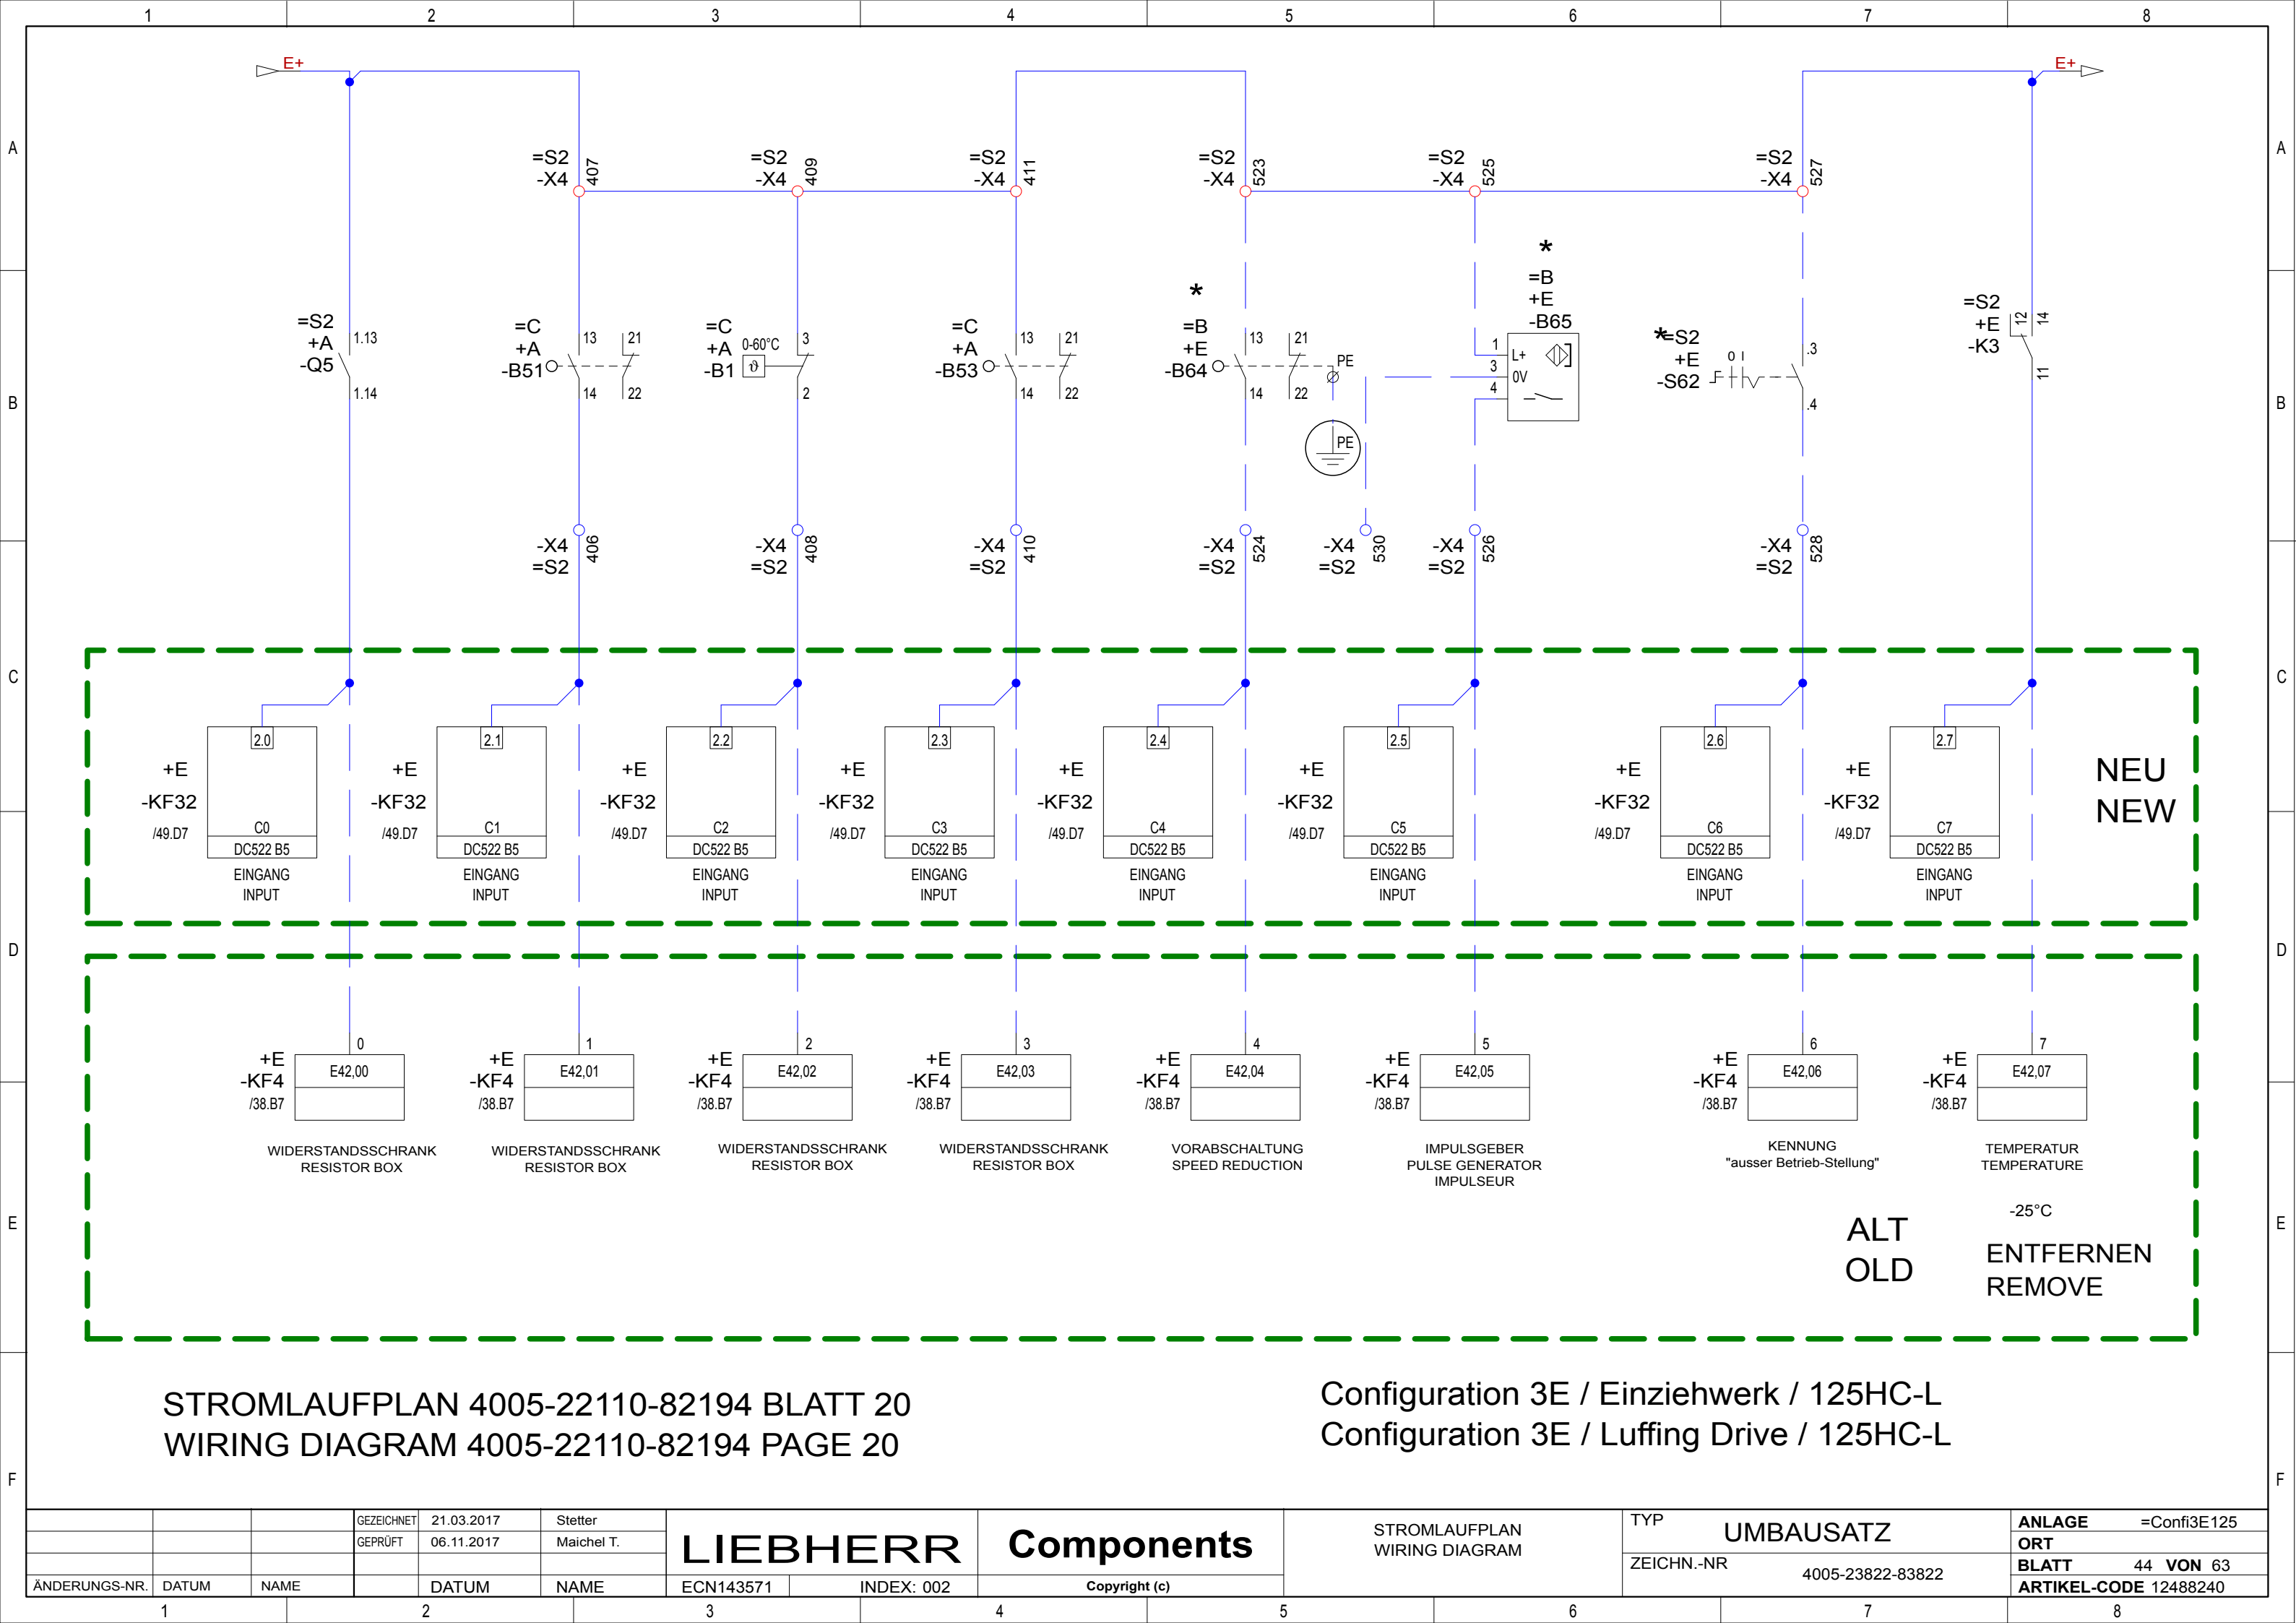 1 2 3 4 5 6 7 8
E+ E+
A A
=S2 =S2 =S2 =S2 =S2 =S2
-X4 407 -X4 409 -X4 411 -X4 523 -X4 525 -X4 527
*
=B
+E
-B65
1 L+
3 0V
4
=S2
+A
-Q5
1.13
1.14
=C
+A
-B51
13 21
14 22
=C
+A 0-60°C
-B1 ϑ
3
2
=C
+A
-B53
13 21
14 22
*
=B
+E
-B64
13 21
14 22
PE
PE
*=S2
+E
-S62
0 I
.3
.4
=S2
+E
-K3
12 14
11
B B
-X4 406 -X4 408 -X4 410 -X4 524 -X4 530 -X4 526 -X4 528
=S2 =S2 =S2 =S2 =S2 =S2 =S2
C C
2.0 2.1 2.2 2.3 2.4 2.5 2.6 2.7
+E +E +E +E +E +E +E +E
NEU
NEW
-KF32 -KF32 -KF32 -KF32 -KF32 -KF32 -KF32 -KF32
/49.D7 /49.D7 /49.D7 /49.D7 /49.D7 /49.D7 /49.D7 /49.D7
C0 C1 C2 C3 C4 C5 C6 C7
DC522 B5 DC522 B5 DC522 B5 DC522 B5 DC522 B5 DC522 B5 DC522 B5 DC522 B5
EINGANG EINGANG EINGANG EINGANG EINGANG EINGANG EINGANG EINGANG
INPUT INPUT INPUT INPUT INPUT INPUT INPUT INPUT
D D
0 1 2 3 4 5 6 7
+E +E +E +E +E +E +E +E
-KF4 -KF4 -KF4 -KF4 -KF4 -KF4 -KF4 -KF4
/38.B7 /38.B7 /38.B7 /38.B7 /38.B7 /38.B7 /38.B7 /38.B7
E42,00 E42,01 E42,02 E42,03 E42,04 E42,05 E42,06 E42,07
WIDERSTANDSSCHRANK
RESISTOR BOX
WIDERSTANDSSCHRANK
RESISTOR BOX
WIDERSTANDSSCHRANK
RESISTOR BOX
WIDERSTANDSSCHRANK
RESISTOR BOX
VORABSCHALTUNG
SPEED REDUCTION
IMPULSGEBER
PULSE GENERATOR
IMPULSEUR
KENNUNG
"ausser Betrieb-Stellung"
TEMPERATUR
TEMPERATURE
-25°C
E E
ALT
OLD
ENTFERNEN
REMOVE
STROMLAUFPLAN 4005-22110-82194 BLATT 20
WIRING DIAGRAM 4005-22110-82194 PAGE 20
Configuration 3E / Einziehwerk / 125HC-L
Configuration 3E / Luffing Drive / 125HC-L
F F
GEZEICHNET 21.03.2017 Stetter
GEPRÜFT 06.11.2017 Maichel T.
ÄNDERUNGS-NR. DATUM NAME DATUM NAME
LIEBHERR
ECN143571 INDEX: 002
Components
Copyright (c)
STROMLAUFPLAN
WIRING DIAGRAM
TYP UMBAUSATZ
ZEICHN.-NR 4005-23822-83822
ANLAGE =Confi3E125
ORT
BLATT 44 VON 63
ARTIKEL-CODE 12488240
1 2 3 4 5 6 7 8